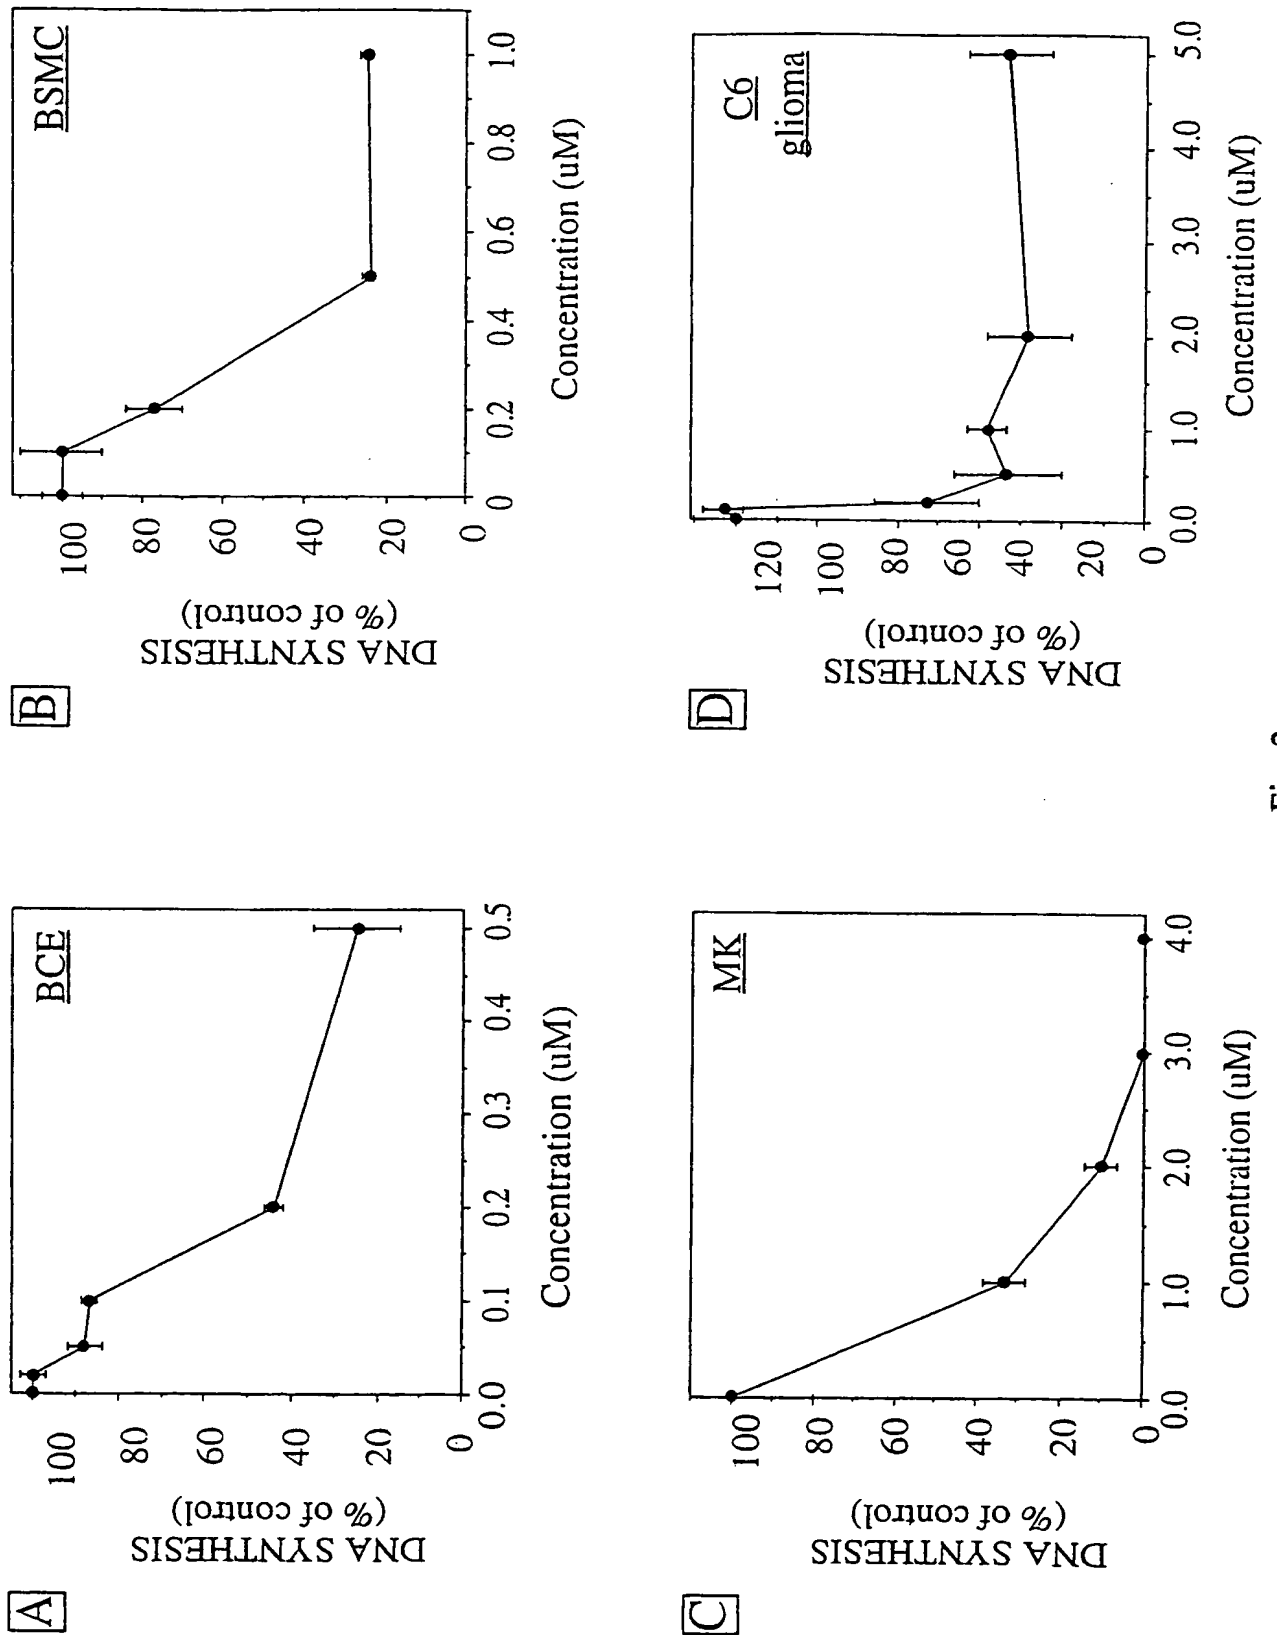 A
BCE
DNA SYNTHESIS
(% of control)
100
80
60
40
20
0
0.0 0.1 0.2 0.3 0.4 0.5
Concentration (uM)
B
BSMC
DNA SYNTHESIS
(% of control)
100
80
60
40
20
0
0 0.2 0.4 0.6 0.8 1.0
Concentration (uM)
C
MK
DNA SYNTHESIS
(% of control)
100
80
60
40
20
0
0.0 1.0 2.0 3.0 4.0
Concentration (uM)
D
C6
glioma
DNA SYNTHESIS
(% of control)
120
100
80
60
40
20
0
0.0 1.0 2.0 3.0 4.0 5.0
Concentration (uM)